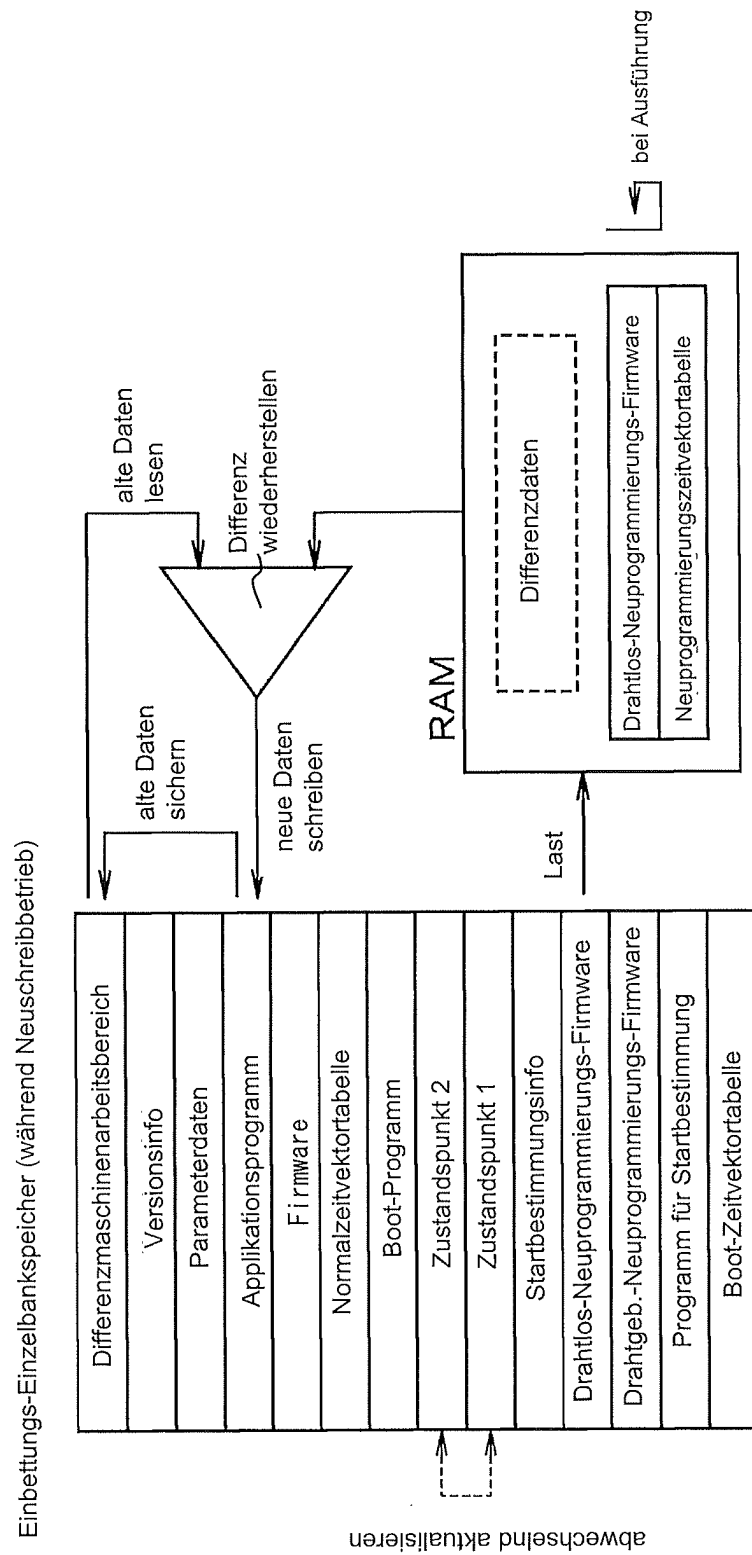 Einbettungs-Einzelbankspeicher (während Neuschreibbetrieb)
Differenzmaschinenarbeitsbereich
Versionsinfo
Parameterdaten
Applikationsprogramm
Firmware
Normalzeitvektortabelle
Boot-Programm
Zustandspunkt 2
Zustandspunkt 1
Startbestimmungsinfo
Drahtlos-Neuprogrammierungs-Firmware
Drahtgeb.-Neuprogrammierungs-Firmware
Programm für Startbestimmung
Boot-Zeitvektortabelle
abwechselnd aktualisieren
alte Daten
sichern
neue Daten
schreiben
alte Daten
lesen
Differenz
wiederherstellen
Last
RAM
Differenzdaten
Drahtlos-Neuprogrammierungs-Firmware
Neuprogrammierungszeitvektortabelle
bei Ausführung